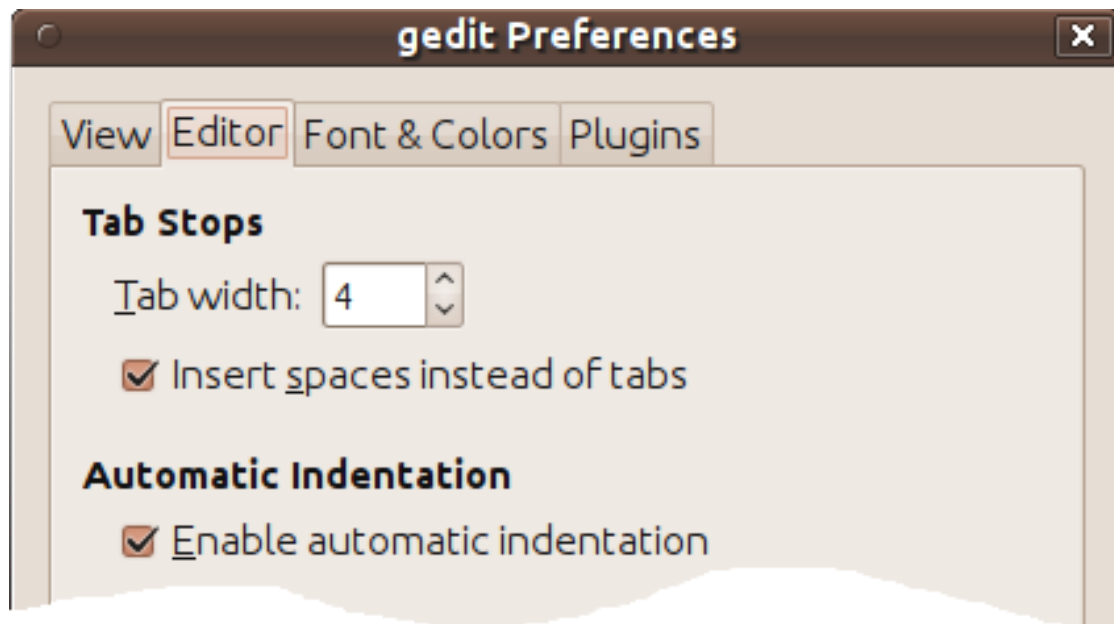 gedit Preferences
View Editor Font & Colors Plugins
Tab Stops
Tab width: 4
Insert spaces instead of tabs
Automatic Indentation
Enable automatic indentation